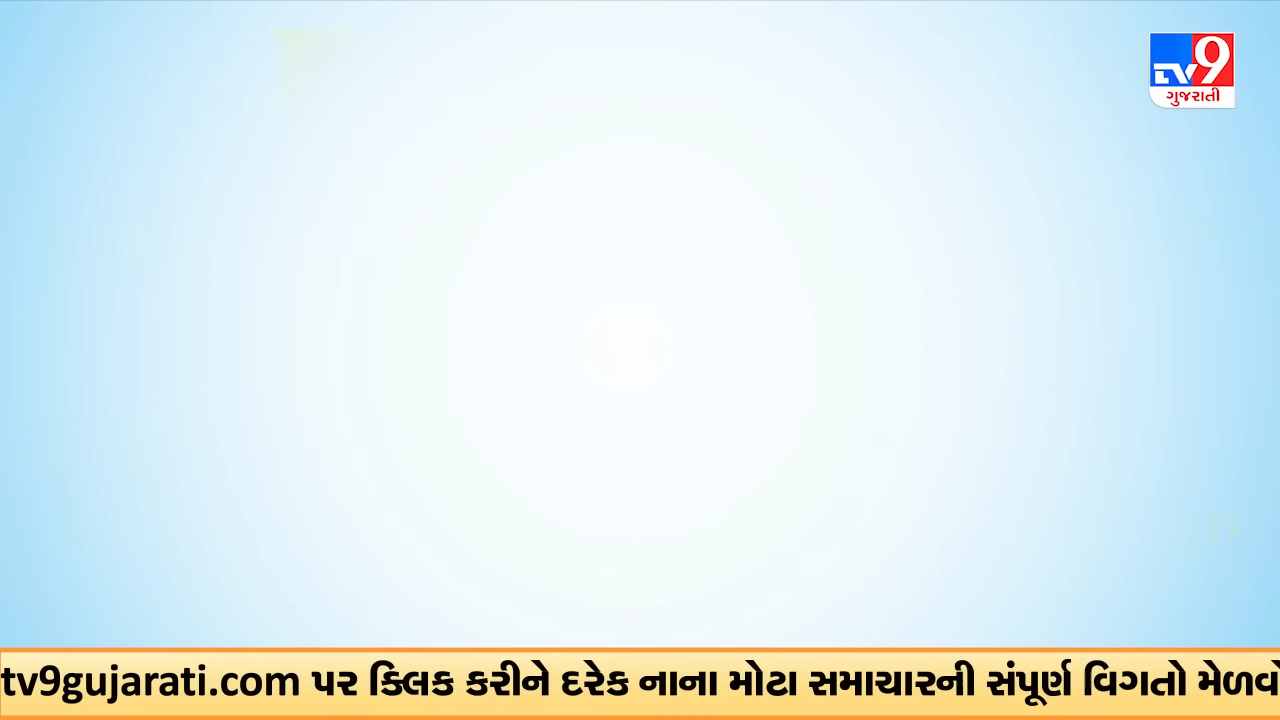 TV9
ગુજરાતી
tv9gujarati.com પર ક્લિક કરીને દરેક નાના મોટા સમાચારની સંપૂર્ણ વિગતો મેળવો